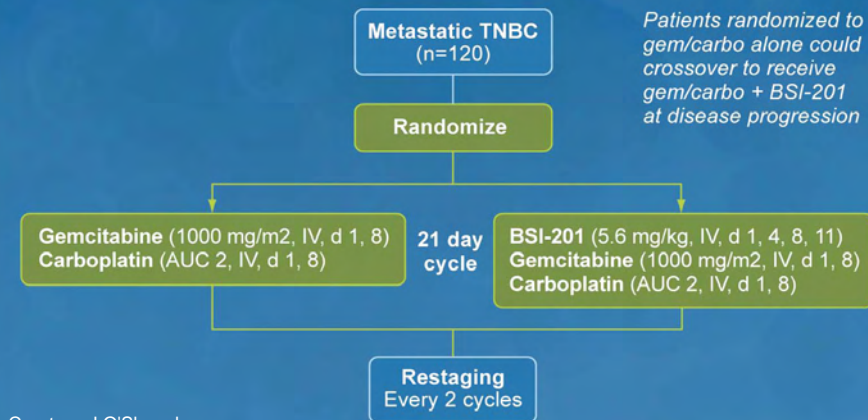 Metastatic TNBC
(n=120)
Patients randomized to
gem/carbo alone could
crossover to receive
gem/carbo + BSI-201
at disease progression
Randomize
Gemcitabine (1000 mg/m2, IV, d 1, 8)
Carboplatin (AUC 2, IV, d 1, 8)
21 day
cycle
BSI-201 (5.6 mg/kg, IV, d 1, 4, 8, 11)
Gemcitabine (1000 mg/m2, IV, d 1, 8)
Carboplatin (AUC 2, IV, d 1, 8)
Restaging
Every 2 cycles